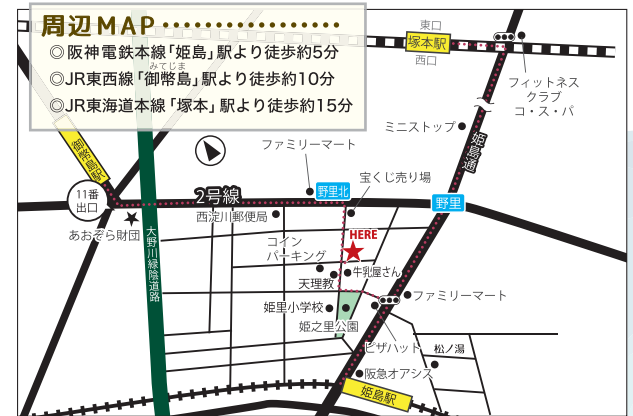 周辺MAP
◎阪神電鉄本線「姫島」駅より徒歩約5分
みてじま
◎JR東西線「御幣島」駅より徒歩約10分
◎JR東海道本線「塚本」駅より徒歩約15分
東口
塚本駅
西口
フィットネス
クラブ
コ・ス・パ
ミニストップ
姫島通
御幣島駅
ファミリーマート
11番
出口
2号線
野里北
宝くじ売り場
野里
あおぞら財団
西淀川郵便局
大野川緑陰道路
HERE
コイン
パーキング
牛乳屋さん
天理教
ファミリーマート
姫里小学校
姫之里公園
ピザハット
松ノ湯
阪急オアシス
姫島駅